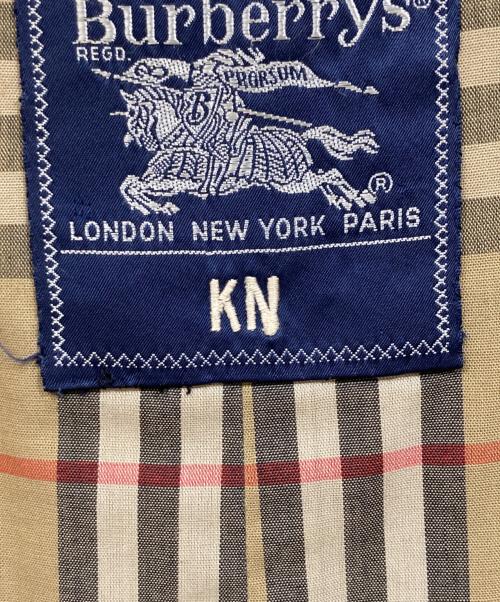 Burberrys®
REGD.
PRORSUM
B
®
LONDON NEW YORK PARIS
KN